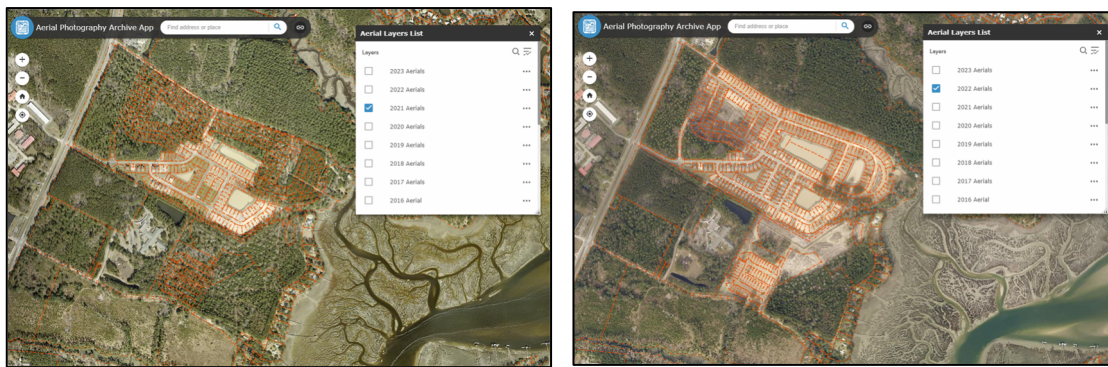 Aerial Photography Archive App
Find address or place
Aerial Layers List
Layers
2023 Aerials
2022 Aerials
2021 Aerials
2020 Aerials
2019 Aerials
2018 Aerials
2017 Aerials
2016 Aerial
Aerial Photography Archive App
Find address or place
Aerial Layers List
Layers
2023 Aerials
2022 Aerials
2021 Aerials
2020 Aerials
2019 Aerials
2018 Aerials
2017 Aerials
2016 Aerial